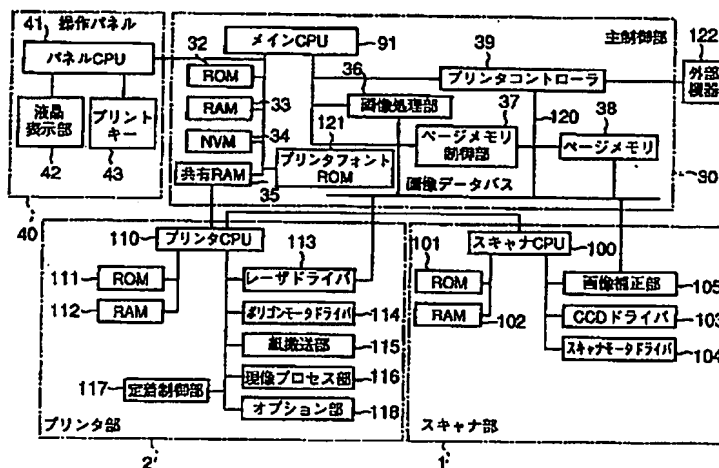 41 操作パネル
パネルCPU
液晶
表示部
42
プリント
キー
43
40
主制御部
メインCPU
91
32
ROM
RAM
33
NVM
34
共有RAM
35
121
プリンタフォント
ROM
36
画像処理部
39
プリンタコントローラ
120
37
ページメモリ
制御部
38
ページメモリ
画像データバス
30
122
外部
機器
110
プリンタCPU
111
ROM
112
RAM
113
レーザドライバ
ポリゴンモータドライバ
114
紙搬送部
115
現像プロセス部
116
117
定着制御部
オプション部
118
プリンタ部
2
スキャナCPU
100
101
ROM
RAM
102
画像補正部
105
CCDドライバ
103
スキャナモータドライバ
104
スキャナ部
1